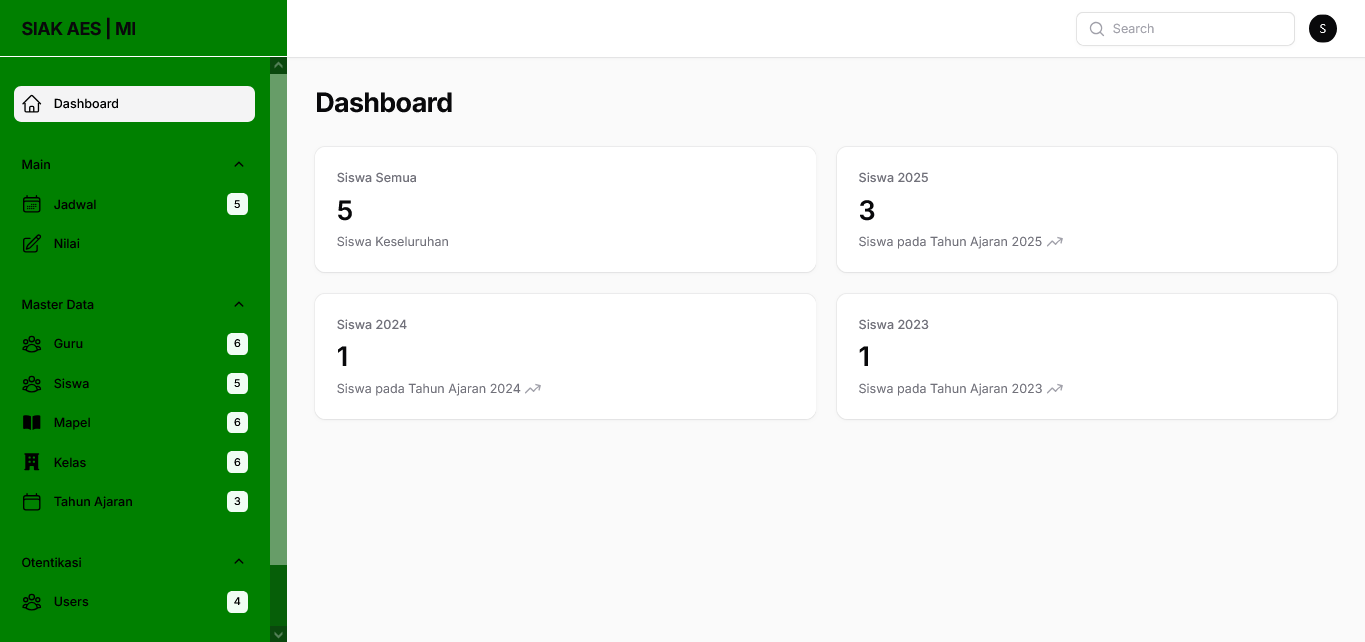 SIAK AES | MI
Search
S
Dashboard
Main
Jadwal 5
Nilai
Master Data
Guru 6
Siswa 5
Mapel 6
Kelas 6
Tahun Ajaran 3
Otentikasi
Users 4
Dashboard
Siswa Semua
5
Siswa Keseluruhan
Siswa 2025
3
Siswa pada Tahun Ajaran 2025
Siswa 2024
1
Siswa pada Tahun Ajaran 2024
Siswa 2023
1
Siswa pada Tahun Ajaran 2023